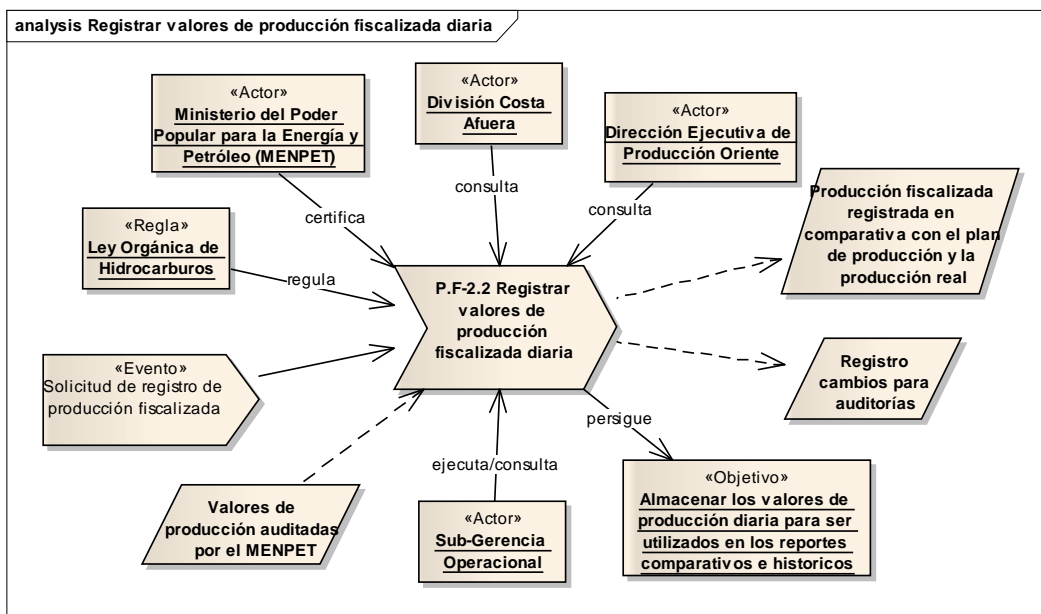 analysis Registrar valores de producción fiscalizada diaria
«Actor»
Ministerio del Poder
Popular para la Energía y
Petróleo (MENPET)
«Actor»
División Costa
Afuera
«Actor»
Dirección Ejecutiva de
Producción Oriente
certifica
consulta
consulta
Producción fiscalizada
registrada en
comparativa con el plan
de producción y la
producción real
«Regla»
Ley Orgánica de
Hidrocarburos
regula
P.F-2.2 Registrar
valores de
producción
fiscalizada diaria
«Evento»
Solicitud de registro de
producción fiscalizada
Registro
cambios para
auditorías
persigue
ejecuta/consulta
Valores de
producción auditadas
por el MENPET
«Actor»
Sub-Gerencia
Operacional
«Objetivo»
Almacenar los valores de
producción diaria para ser
utilizados en los reportes
comparativos e historicos